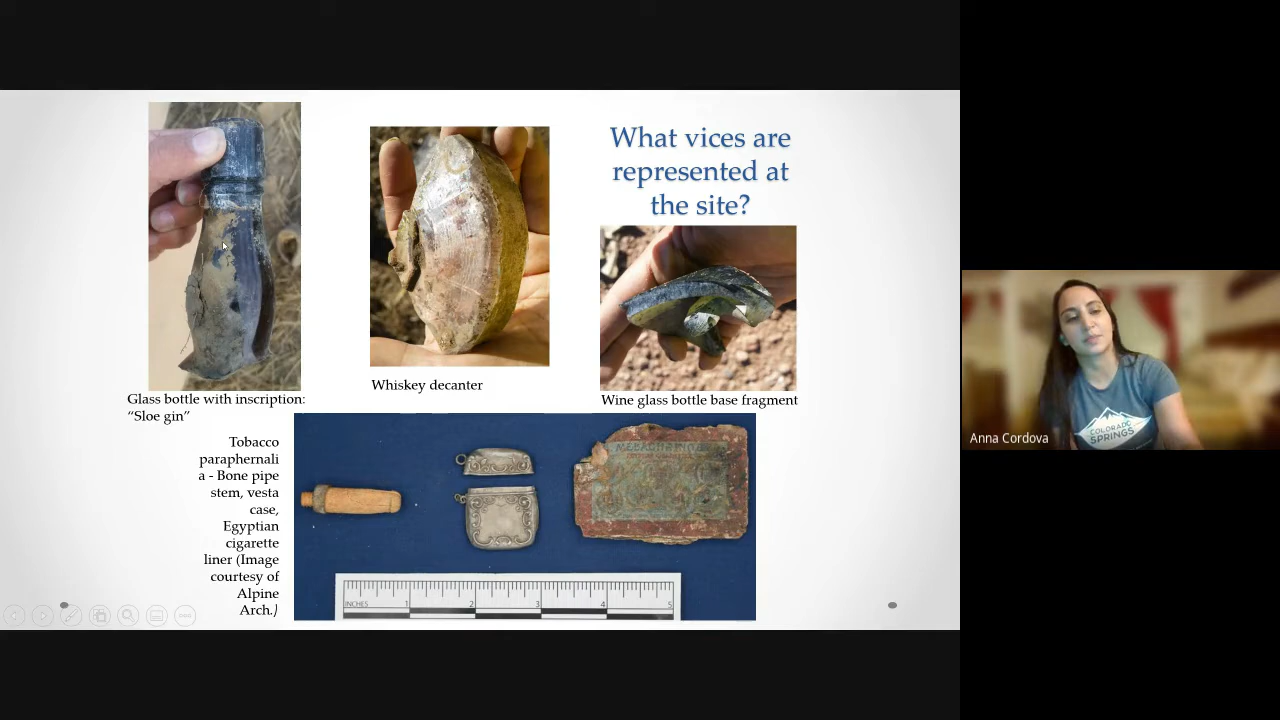 What vices are
represented at
the site?
Glass bottle with inscription:
“Sloe gin”
Whiskey decanter
Wine glass bottle base fragment
Tobacco
paraphernali
a - Bone pipe
stem, vesta
case,
Egyptian
cigarette
liner (Image
courtesy of
Alpine
Arch.)
INCHES 1 2 3 4 5
COLORADO
SPRINGS
Anna Cordova